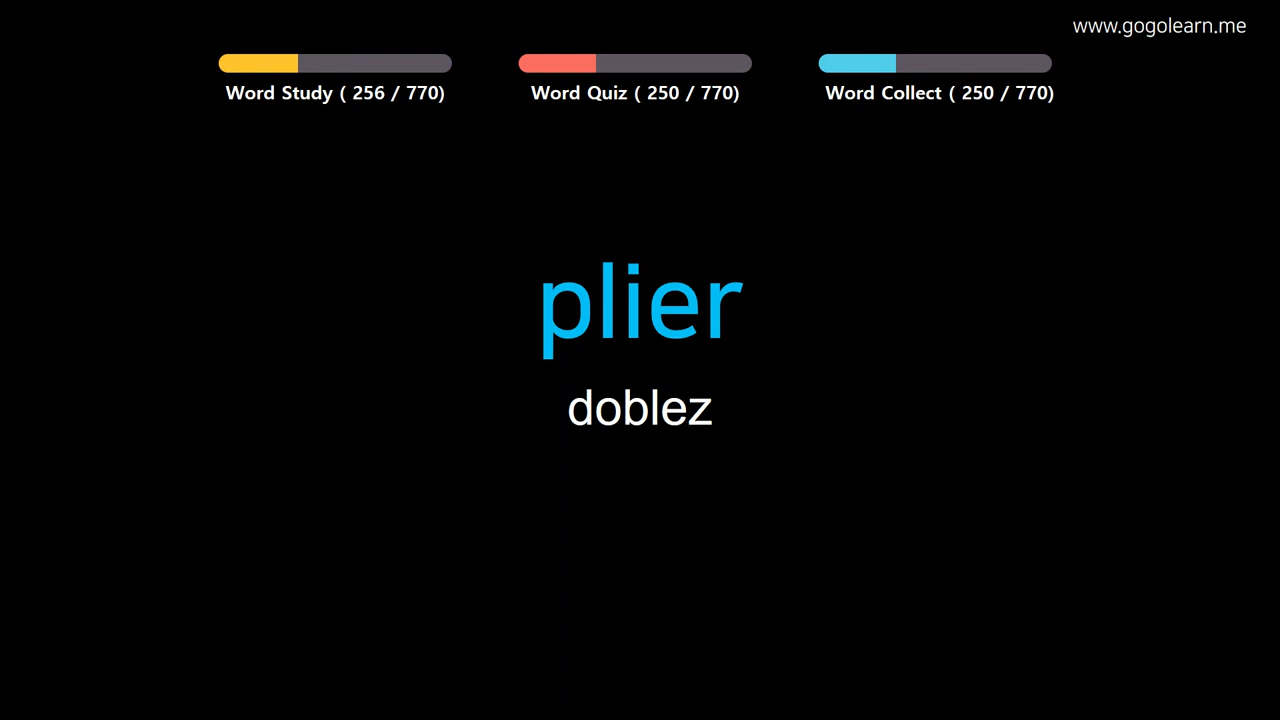 www.gogolearn.me
Word Study ( 256 / 770)
Word Quiz ( 250 / 770)
Word Collect ( 250 / 770)
plier
doblez